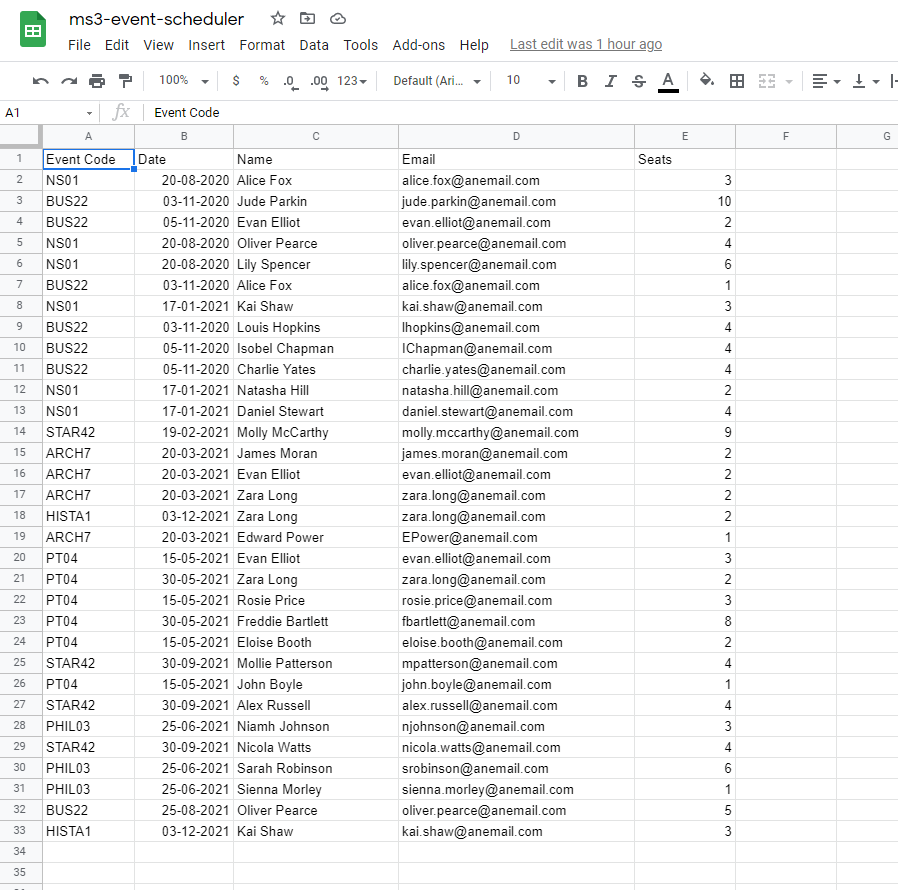 ms3-event-scheduler
File Edit View Insert Format Data Tools Add-ons Help Last edit was 1 hour ago
100% $ % .0 .00 123 Default (Ari... 10 B I S A
A1 fx Event Code
A B C D E F G
1 Event Code Date Name Email Seats
2 NS01 20-08-2020 Alice Fox alice.fox@anemail.com 3
3 BUS22 03-11-2020 Jude Parkin jude.parkin@anemail.com 10
4 BUS22 05-11-2020 Evan Elliot evan.elliot@anemail.com 2
5 NS01 20-08-2020 Oliver Pearce oliver.pearce@anemail.com 4
6 NS01 20-08-2020 Lily Spencer lily.spencer@anemail.com 6
7 BUS22 03-11-2020 Alice Fox alice.fox@anemail.com 1
8 NS01 17-01-2021 Kai Shaw kai.shaw@anemail.com 3
9 BUS22 03-11-2020 Louis Hopkins lhopkins@anemail.com 4
10 BUS22 05-11-2020 Isobel Chapman IChapman@anemail.com 4
11 BUS22 05-11-2020 Charlie Yates charlie.yates@anemail.com 4
12 NS01 17-01-2021 Natasha Hill natasha.hill@anemail.com 2
13 NS01 17-01-2021 Daniel Stewart daniel.stewart@anemail.com 4
14 STAR42 19-02-2021 Molly McCarthy molly.mccarthy@anemail.com 9
15 ARCH7 20-03-2021 James Moran james.moran@anemail.com 2
16 ARCH7 20-03-2021 Evan Elliot evan.elliot@anemail.com 2
17 ARCH7 20-03-2021 Zara Long zara.long@anemail.com 2
18 HISTA1 03-12-2021 Zara Long zara.long@anemail.com 2
19 ARCH7 20-03-2021 Edward Power EPower@anemail.com 1
20 PT04 15-05-2021 Evan Elliot evan.elliot@anemail.com 3
21 PT04 30-05-2021 Zara Long zara.long@anemail.com 2
22 PT04 15-05-2021 Rosie Price rosie.price@anemail.com 3
23 PT04 30-05-2021 Freddie Bartlett fbartlett@anemail.com 8
24 PT04 15-05-2021 Eloise Booth eloise.booth@anemail.com 2
25 STAR42 30-09-2021 Mollie Patterson mpatterson@anemail.com 4
26 PT04 15-05-2021 John Boyle john.boyle@anemail.com 1
27 STAR42 30-09-2021 Alex Russell alex.russell@anemail.com 4
28 PHIL03 25-06-2021 Niamh Johnson njohnson@anemail.com 3
29 STAR42 30-09-2021 Nicola Watts nicola.watts@anemail.com 4
30 PHIL03 25-06-2021 Sarah Robinson srobinson@anemail.com 6
31 PHIL03 25-06-2021 Sienna Morley sienna.morley@anemail.com 1
32 BUS22 25-08-2021 Oliver Pearce oliver.pearce@anemail.com 5
33 HISTA1 03-12-2021 Kai Shaw kai.shaw@anemail.com 3
34
35